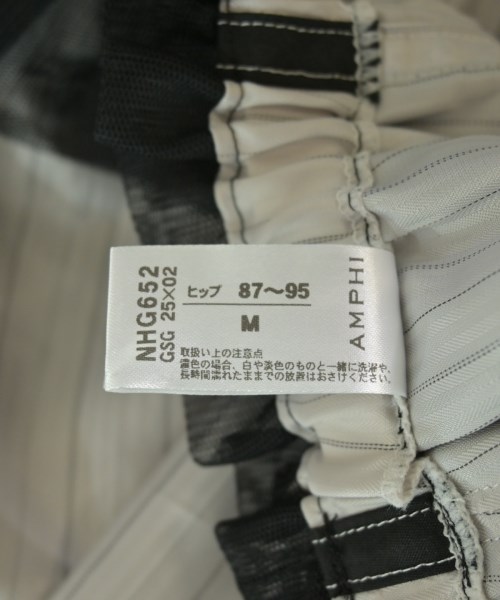 NHG652
GSG 25×02
ヒップ 87～95
M
取扱い上の注意点
濃色の場合、白や淡色のものと一緒に洗濯や、
長時間濡れたままでの放置はおさけください。
AMPHI